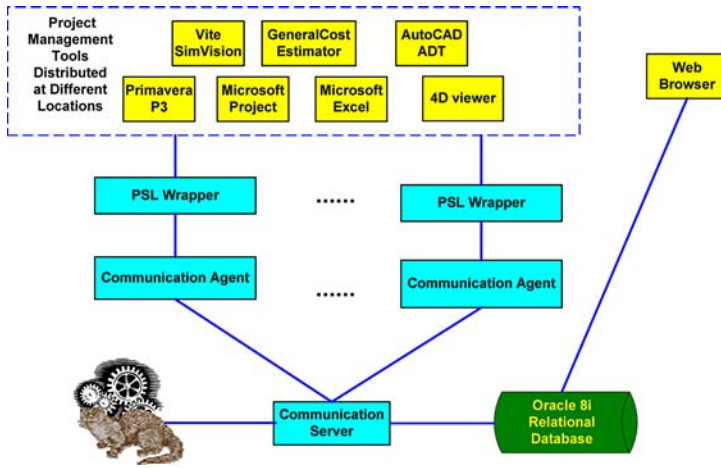 Project
Management
Tools
Distributed
at Different
Locations
Vite
SimVision
GeneralCost
Estimator
AutoCAD
ADT
Primavera
P3
Microsoft
Project
Microsoft
Excel
4D viewer
Web
Browser
PSL Wrapper
......
PSL Wrapper
Communication Agent
......
Communication Agent
Communication
Server
Oracle 8i
Relational
Database